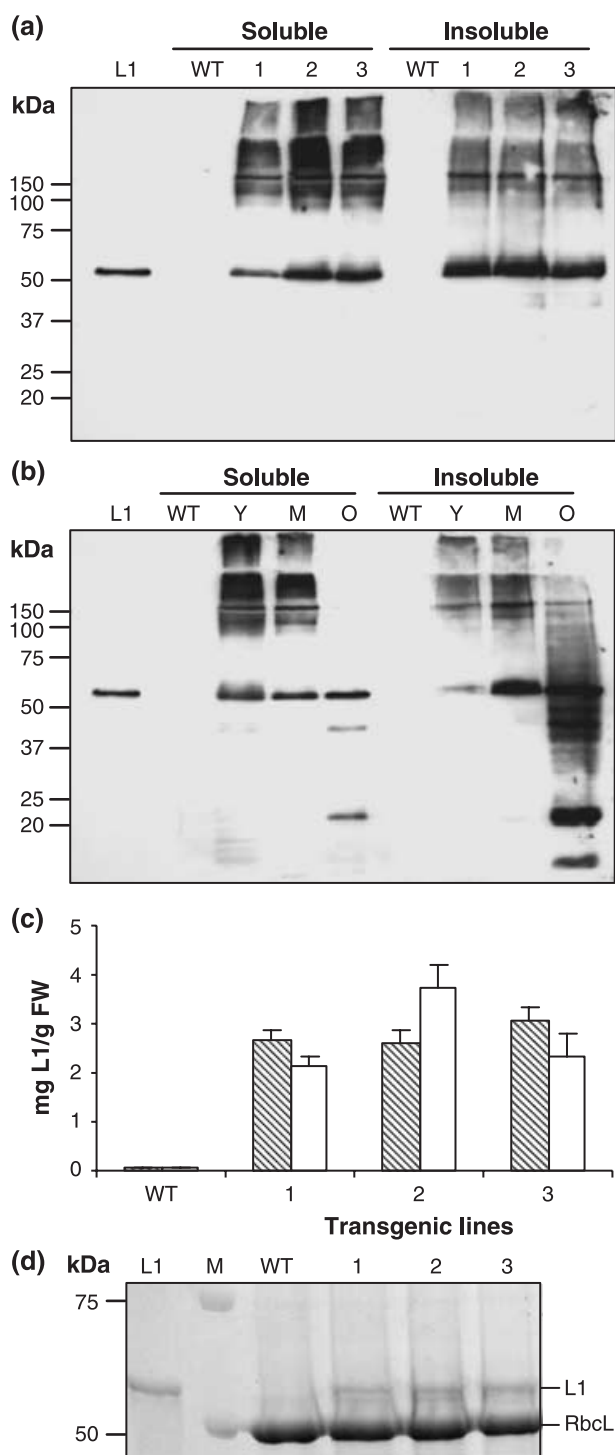 (a)
Soluble Insoluble
L1 WT 1 2 3 WT 1 2 3
kDa
150
100
75
50
37
25
20
(b)
Soluble Insoluble
L1 WT Y M O WT Y M O
kDa
150
100
75
50
37
25
20
(c)
mg L1/g FW
5
4
3
2
1
0
WT 1 2 3
Transgenic lines
(d) kDa L1 M WT 1 2 3
75
L1
RbcL
50